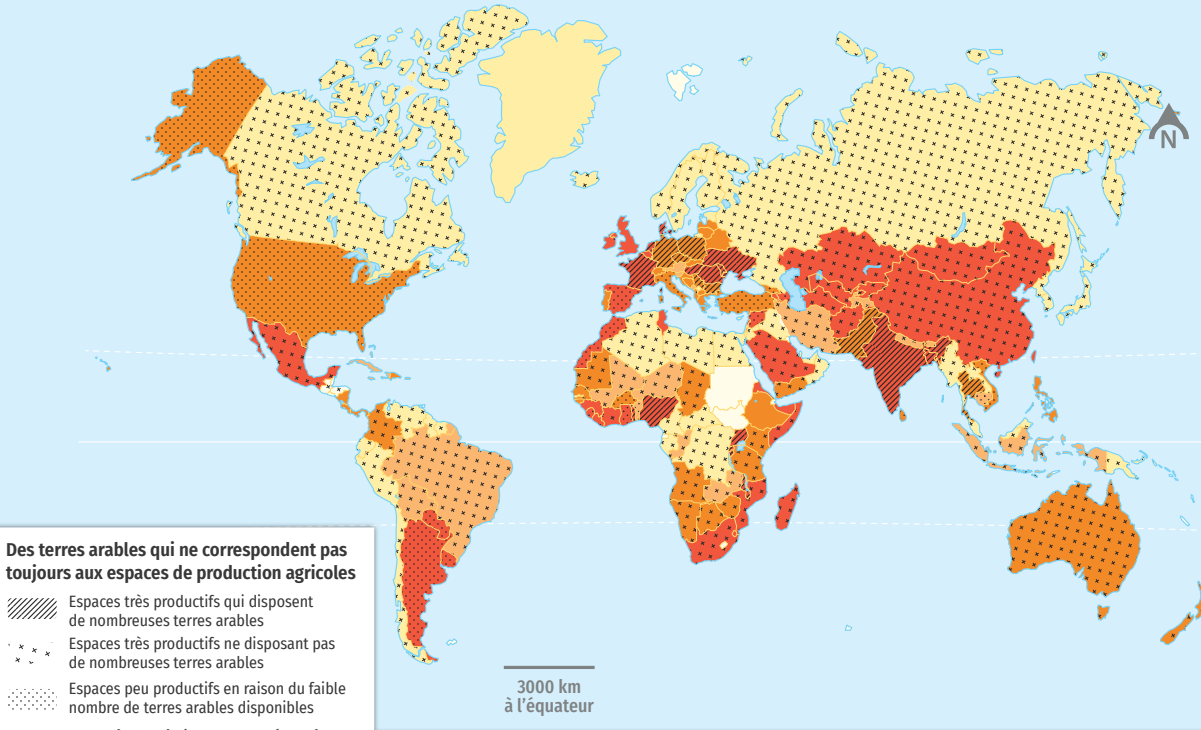 N
Des terres arables qui ne correspondent pas
toujours aux espaces de production agricoles
Espaces très productifs qui disposent
de nombreuses terres arables
Espaces très productifs ne disposant pas
de nombreuses terres arables
Espaces peu productifs en raison du faible
nombre de terres arables disponibles
3000 km
à l'équateur